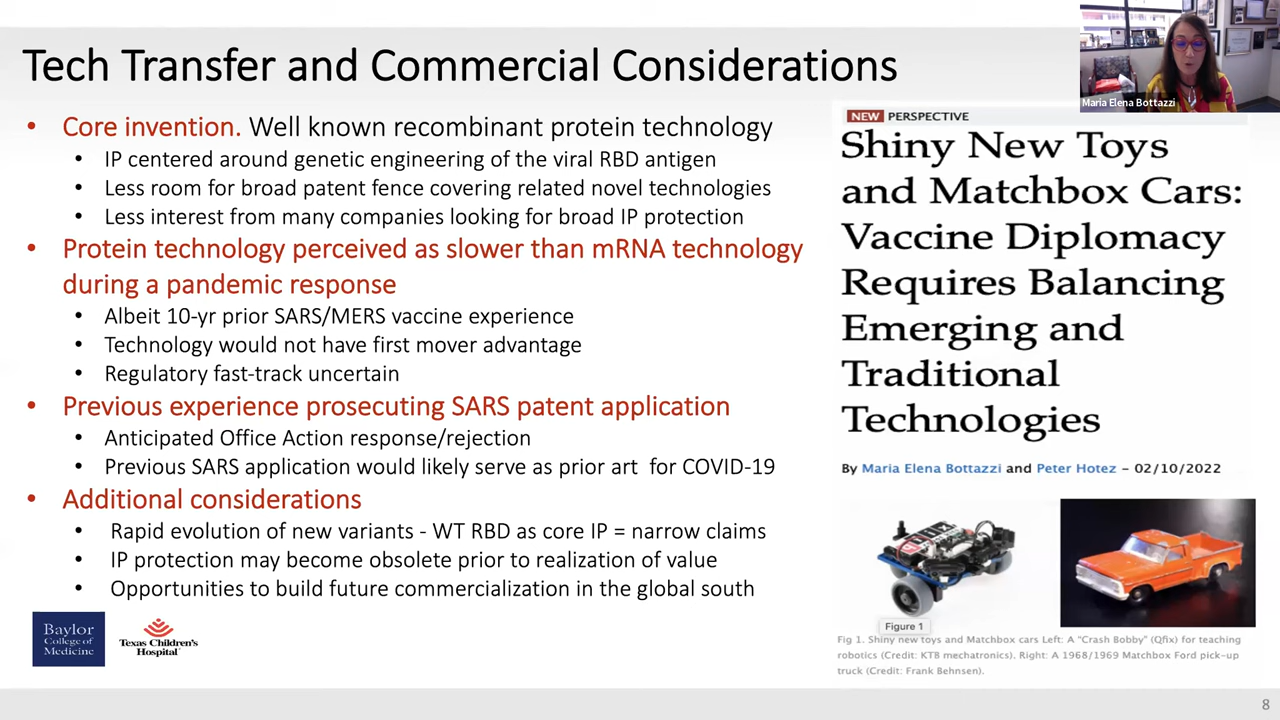 Tech Transfer and Commercial Considerations
Maria Elena Bottazzi
• Core invention. Well known recombinant protein technology
• IP centered around genetic engineering of the viral RBD antigen
• Less room for broad patent fence covering related novel technologies
• Less interest from many companies looking for broad IP protection
• Protein technology perceived as slower than mRNA technology
during a pandemic response
• Albeit 10-yr prior SARS/MERS vaccine experience
• Technology would not have first mover advantage
• Regulatory fast-track uncertain
• Previous experience prosecuting SARS patent application
• Anticipated Office Action response/rejection
• Previous SARS application would likely serve as prior art for COVID-19
• Additional considerations
• Rapid evolution of new variants - WT RBD as core IP = narrow claims
• IP protection may become obsolete prior to realization of value
• Opportunities to build future commercialization in the global south
Baylor
College of
Medicine
Texas Children's
Hospital
NEW PERSPECTIVE
Shiny New Toys
and Matchbox Cars:
Vaccine Diplomacy
Requires Balancing
Emerging and
Traditional
Technologies
By Maria Elena Bottazzi and Peter Hotez – 02/10/2022
Figure 1
Fig 1. Shiny new toys and Matchbox cars Left: A "Crash Bobby" (Qfix) for teaching
robotics (Credit: KTB mechatronics). Right: A 1968/1969 Matchbox Ford pick-up
truck (Credit: Frank Behnsen).
8